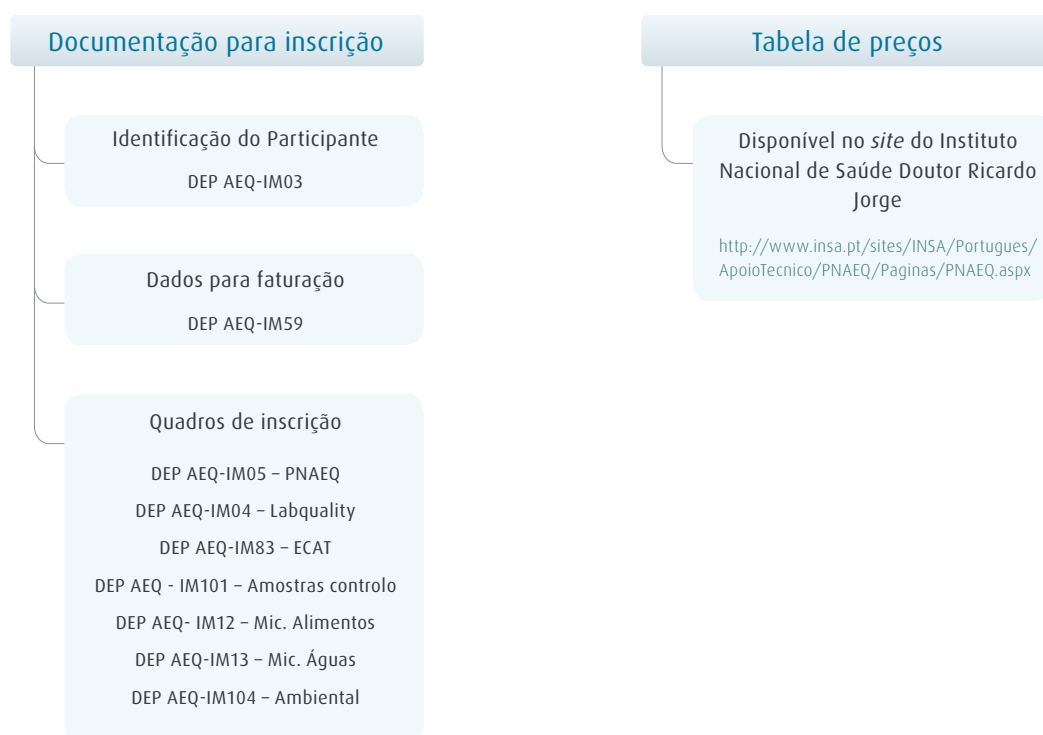 Documentação para inscrição
Identificação do Participante
DEP AEQ-IM03
Dados para faturação
DEP AEQ-IM59
Quadros de inscrição
DEP AEQ-IM05 – PNAEQ
DEP AEQ-IM04 – Labquality
DEP AEQ-IM83 – ECAT
DEP AEQ - IM101 – Amostras controlo
DEP AEQ- IM12 – Mic. Alimentos
DEP AEQ-IM13 – Mic. Águas
DEP AEQ-IM104 – Ambiental
Tabela de preços
Disponível no site do Instituto
Nacional de Saúde Doutor Ricardo
Jorge
http://www.insa.pt/sites/INSA/Portugues/
ApoioTecnico/PNAEQ/Paginas/PNAEQ.aspx